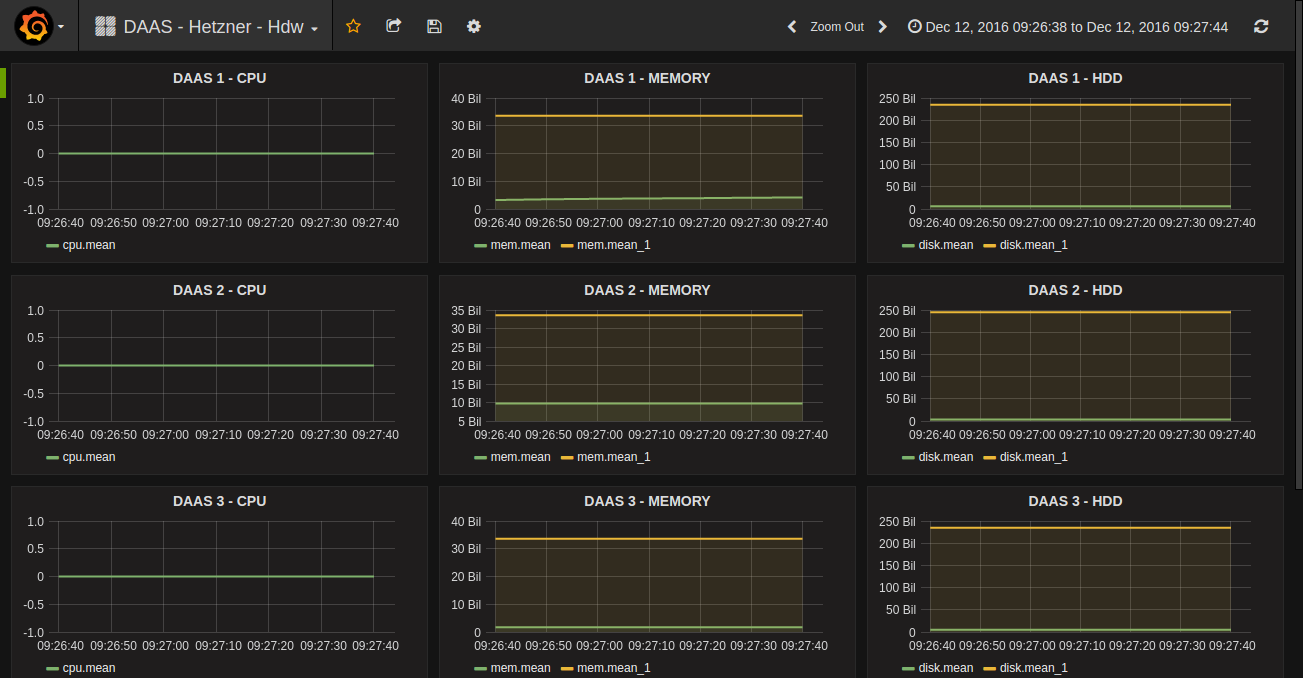 DAAS - Hetzner - Hdw
Zoom Out
Dec 12, 2016 09:26:38 to Dec 12, 2016 09:27:44
DAAS 1 - CPU
1.0
0.5
0
-0.5
-1.0
09:26:40 09:26:50 09:27:00 09:27:10 09:27:20 09:27:30 09:27:40
cpu.mean
DAAS 1 - MEMORY
40 Bil
30 Bil
20 Bil
10 Bil
0
09:26:40 09:26:50 09:27:00 09:27:10 09:27:20 09:27:30 09:27:40
mem.mean mem.mean_1
DAAS 1 - HDD
250 Bil
200 Bil
150 Bil
100 Bil
50 Bil
0
09:26:40 09:26:50 09:27:00 09:27:10 09:27:20 09:27:30 09:27:40
disk.mean disk.mean_1
DAAS 2 - CPU
1.0
0.5
0
-0.5
-1.0
09:26:40 09:26:50 09:27:00 09:27:10 09:27:20 09:27:30 09:27:40
cpu.mean
DAAS 2 - MEMORY
35 Bil
30 Bil
25 Bil
20 Bil
15 Bil
10 Bil
5 Bil
09:26:40 09:26:50 09:27:00 09:27:10 09:27:20 09:27:30 09:27:40
mem.mean mem.mean_1
DAAS 2 - HDD
250 Bil
200 Bil
150 Bil
100 Bil
50 Bil
0
09:26:40 09:26:50 09:27:00 09:27:10 09:27:20 09:27:30 09:27:40
disk.mean disk.mean_1
DAAS 3 - CPU
1.0
0.5
0
-0.5
-1.0
09:26:40 09:26:50 09:27:00 09:27:10 09:27:20 09:27:30 09:27:40
cpu.mean
DAAS 3 - MEMORY
40 Bil
30 Bil
20 Bil
10 Bil
0
09:26:40 09:26:50 09:27:00 09:27:10 09:27:20 09:27:30 09:27:40
mem.mean mem.mean_1
DAAS 3 - HDD
250 Bil
200 Bil
150 Bil
100 Bil
50 Bil
0
09:26:40 09:26:50 09:27:00 09:27:10 09:27:20 09:27:30 09:27:40
disk.mean disk.mean_1